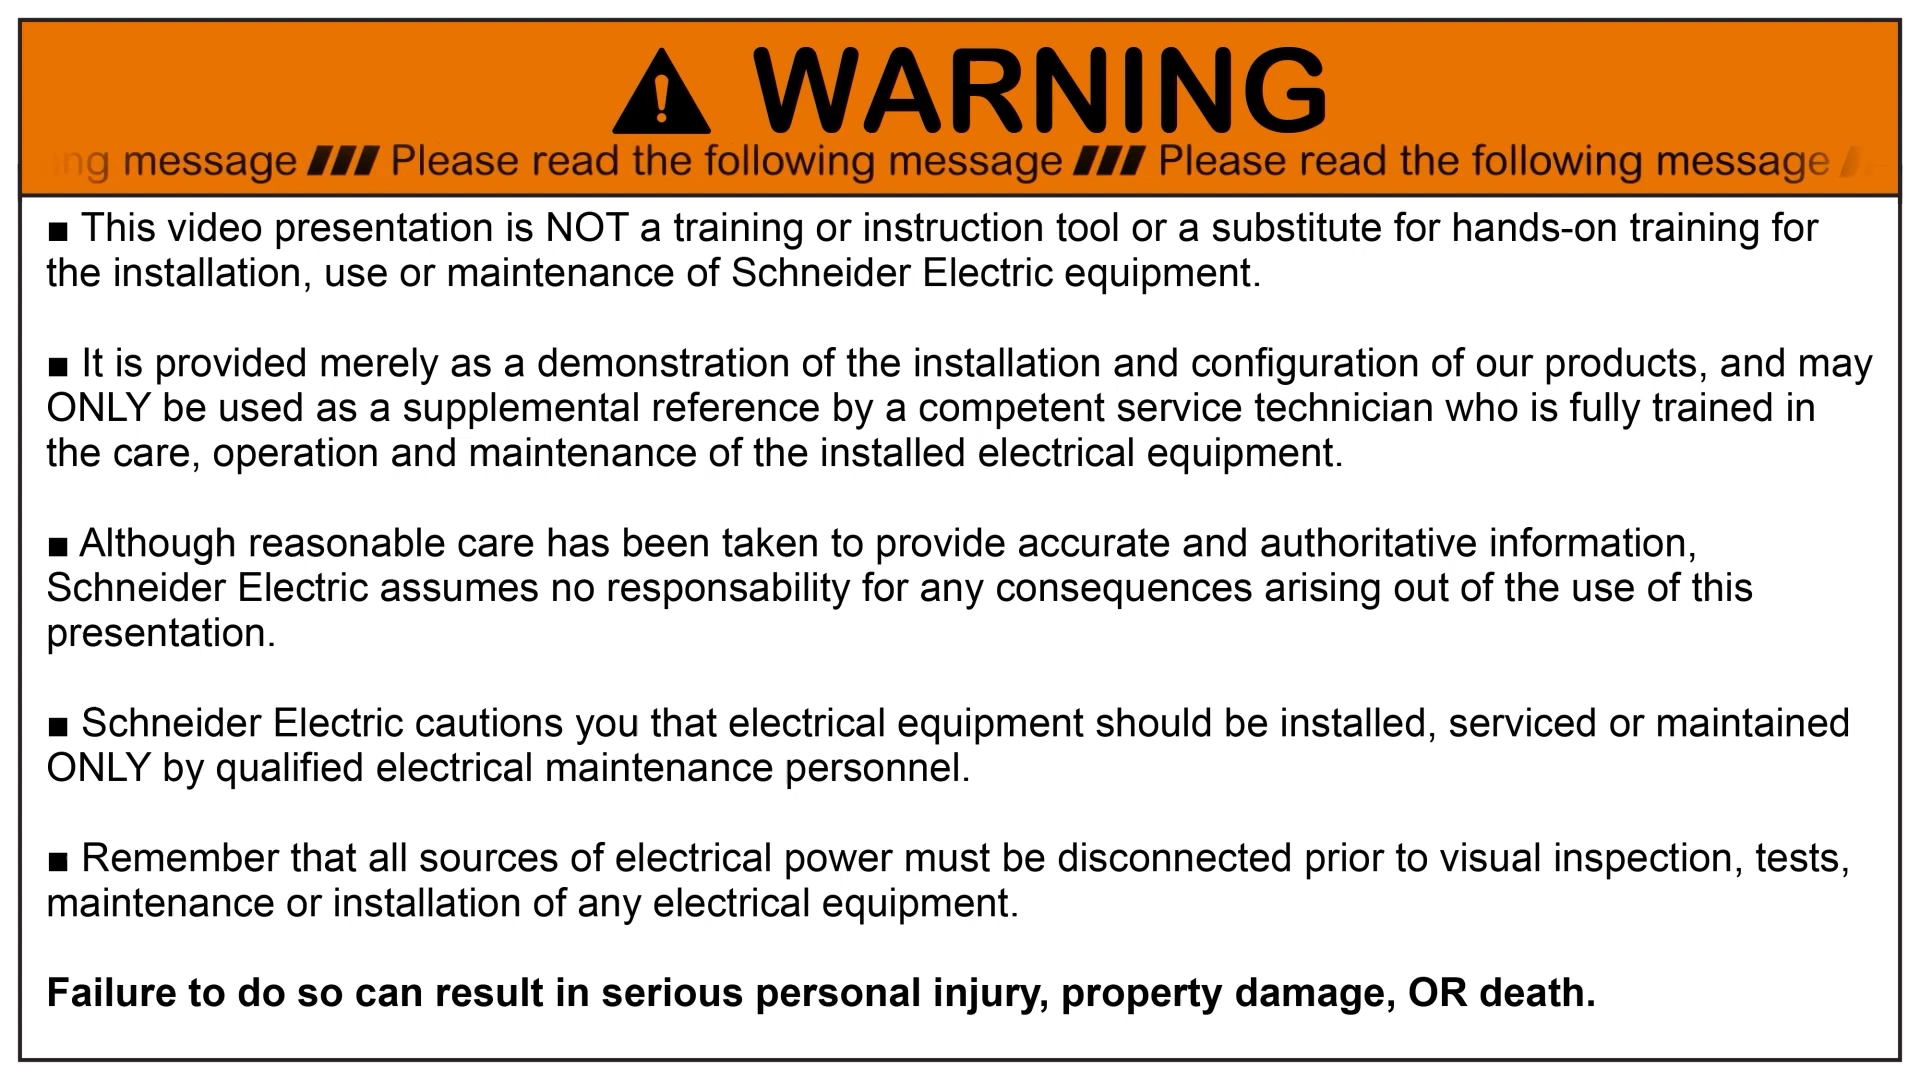 WARNING
ng message /// Please read the following message /// Please read the following message /
■ This video presentation is NOT a training or instruction tool or a substitute for hands-on training for
the installation, use or maintenance of Schneider Electric equipment.
■ It is provided merely as a demonstration of the installation and configuration of our products, and may
ONLY be used as a supplemental reference by a competent service technician who is fully trained in
the care, operation and maintenance of the installed electrical equipment.
■ Although reasonable care has been taken to provide accurate and authoritative information,
Schneider Electric assumes no responsability for any consequences arising out of the use of this
presentation.
■ Schneider Electric cautions you that electrical equipment should be installed, serviced or maintained
ONLY by qualified electrical maintenance personnel.
■ Remember that all sources of electrical power must be disconnected prior to visual inspection, tests,
maintenance or installation of any electrical equipment.
Failure to do so can result in serious personal injury, property damage, OR death.